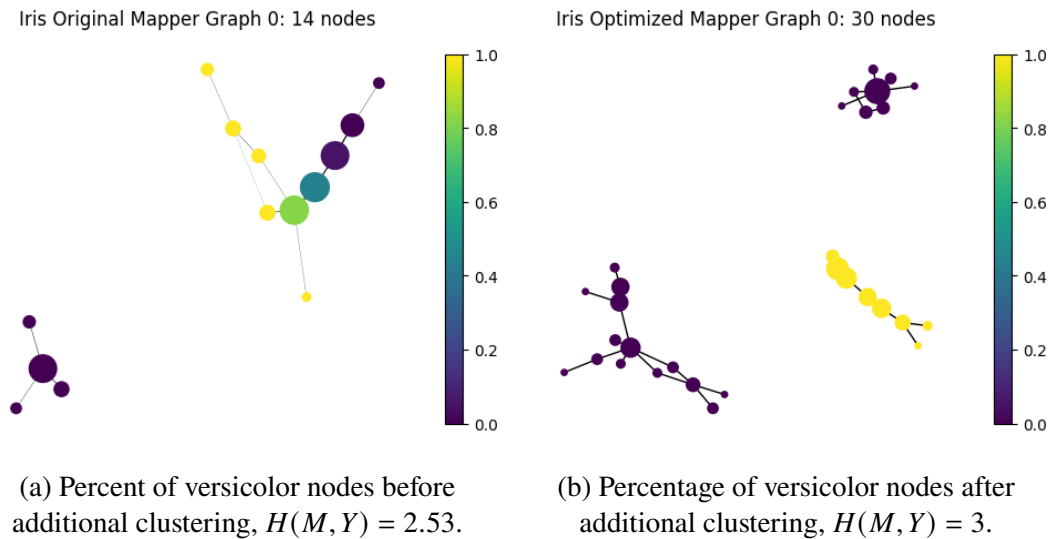 Iris Original Mapper Graph 0: 14 nodes
1.0
0.8
0.6
0.4
0.2
0.0
(a) Percent of versicolor nodes before
additional clustering, H(M,Y) = 2.53.
Iris Optimized Mapper Graph 0: 30 nodes
1.0
0.8
0.6
0.4
0.2
0.0
(b) Percentage of versicolor nodes after
additional clustering, H(M,Y) = 3.